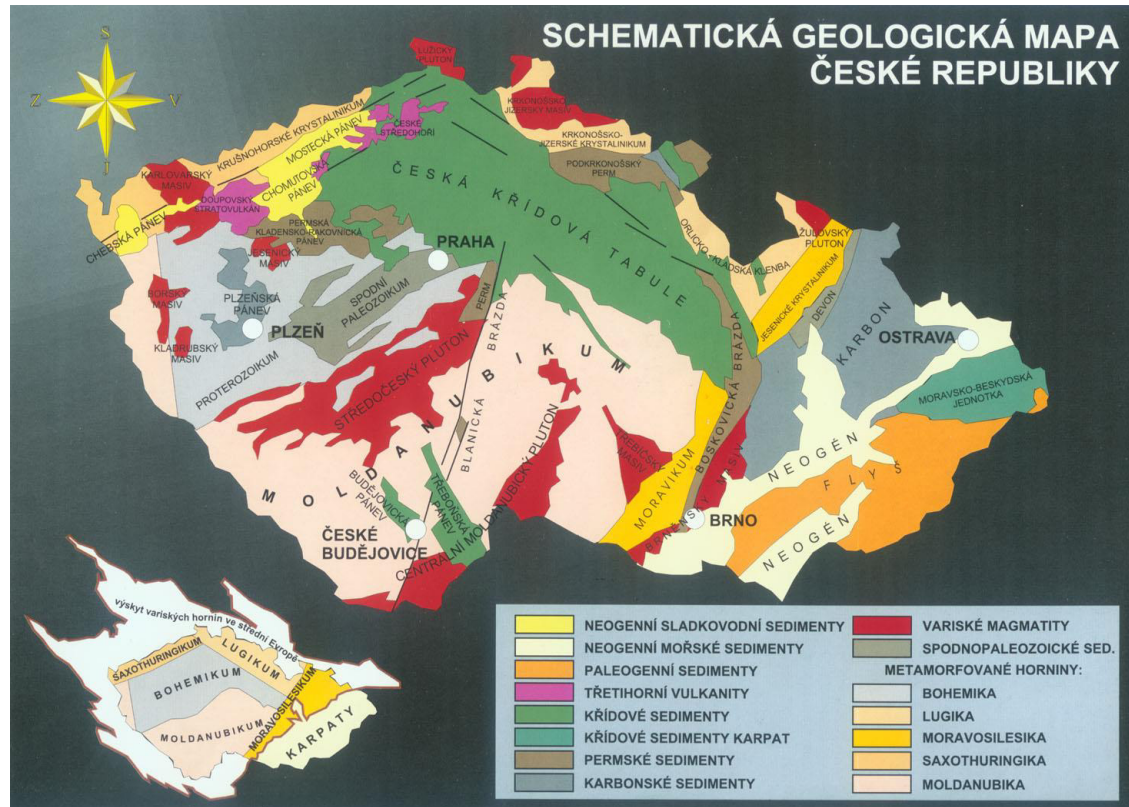 SCHEMATICKÁ GEOLOGICKÁ MAPA
ČESKÉ REPUBLIKY
S
Z
V
J
LUŽICKÝ
PLUTON
KRKONOŠSKO-
JIZERSKÝ MASIV
KRKONOŠSKO-
JIZERSKÉ KRYSTALINIKUM
PODKRKONOŠSKÝ
PERM
KRUŠNOHORSKÉ KRYSTALINIKUM
MOSTECKÁ PÁNEV
ČESKÉ
STŘEDOHOŘÍ
CHOMUTOVSKÁ
PÁNEV
KARLOVARSKÝ
MASIV
DOUPOVSKÝ
STRATOVULKÁN
CHEBSKÁ PÁNEV
PERMSKÁ
KLADENSKO-RAKOVNICKÁ
PÁNEV
ČESKÁ KŘÍDOVÁ TABULE
ORLICKO-KLADSKÁ KLENBA
ŽULOVSKÝ
PLUTON
JESENICKÉ KRYSTALINIKUM
DEVON
KARBON
OSTRAVA
MORAVSKO-BESKYDSKÁ
JEDNOTKA
PRAHA
JESENICKÝ
MASIV
BORSKÝ
MASIV
PLZEŇSKÁ
PÁNEV
PLZEŇ
KLADRUBSKÝ
MASIV
SPODNÍ
PALEOZOIKUM
PERM
PROTEROZOIKUM
STŘEDOČESKÝ PLUTON
BLANICKÁ BRÁZDA
MOLDANUBIKUM
BUDĚJOVICKÁ
PÁNEV
TŘEBOŇSKÁ
PÁNEV
ČESKÉ
BUDĚJOVICE
CENTRÁLNÍ MOLDANUBICKÝ PLUTON
TŘEBÍČSKÝ
MASIV
MORAVIKUM
BOSKOVICKÁ BRÁZDA
BRNĚNSKÝ MASIV
BRNO
NEOGÉN
FLYŠ
NEOGÉN
výskyt variských hornin ve střední Evropě
SAXOTHURINGIKUM
LUGIKUM
BOHEMIKUM
MOLDANUBIKUM
MORAVOSILESIKUM
KARPATY
NEOGENNÍ SLADKOVODNÍ SEDIMENTY
NEOGENNÍ MOŘSKÉ SEDIMENTY
PALEOGENNÍ SEDIMENTY
TŘETIHORNÍ VULKANITY
KŘÍDOVÉ SEDIMENTY
KŘÍDOVÉ SEDIMENTY KARPAT
PERMSKÉ SEDIMENTY
KARBONSKÉ SEDIMENTY
VARISKÉ MAGMATITY
SPODNOPALEOZOICKÉ SED.
METAMORFOVANÉ HORNINY:
BOHEMIKA
LUGIKA
MORAVOSILESIKA
SAXOTHURINGIKA
MOLDANUBIKA